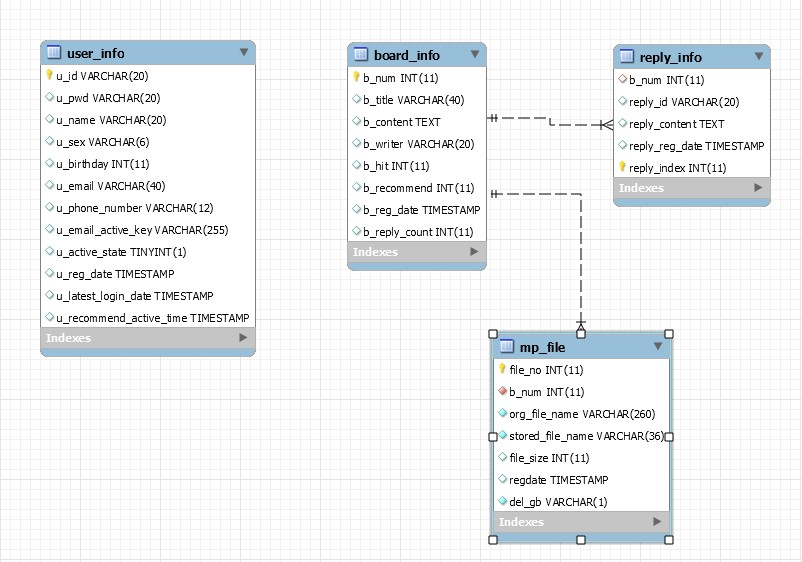 user_info
u_id VARCHAR(20)
u_pwd VARCHAR(20)
u_name VARCHAR(20)
u_sex VARCHAR(6)
u_birthday INT(11)
u_email VARCHAR(40)
u_phone_number VARCHAR(12)
u_email_active_key VARCHAR(255)
u_active_state TINYINT(1)
u_reg_date TIMESTAMP
u_latest_login_date TIMESTAMP
u_recommend_active_time TIMESTAMP
Indexes
board_info
b_num INT(11)
b_title VARCHAR(40)
b_content TEXT
b_writer VARCHAR(20)
b_hit INT(11)
b_recommend INT(11)
b_reg_date TIMESTAMP
b_reply_count INT(11)
Indexes
reply_info
b_num INT(11)
reply_id VARCHAR(20)
reply_content TEXT
reply_reg_date TIMESTAMP
reply_index INT(11)
Indexes
mp_file
file_no INT(11)
b_num INT(11)
org_file_name VARCHAR(260)
stored_file_name VARCHAR(36)
file_size INT(11)
regdate TIMESTAMP
del_gb VARCHAR(1)
Indexes